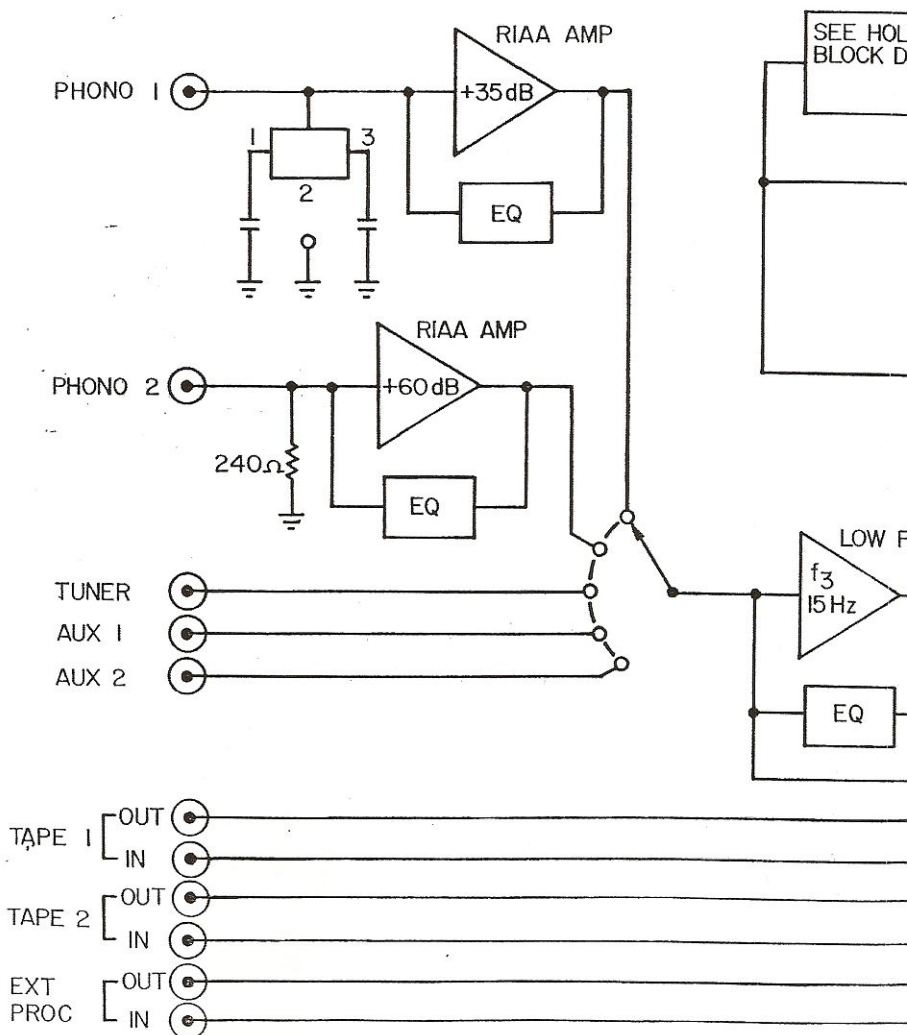 RIAA AMP
SEE HOL
BLOCK D
PHONO 1
+35dB
1
3
2
EQ
RIAA AMP
PHONO 2
+60dB
240Ω
EQ
LOW F
TUNER
f3
15Hz
AUX 1
AUX 2
EQ
TAPE 1
OUT
IN
TAPE 2
OUT
IN
EXT
PROC
OUT
IN